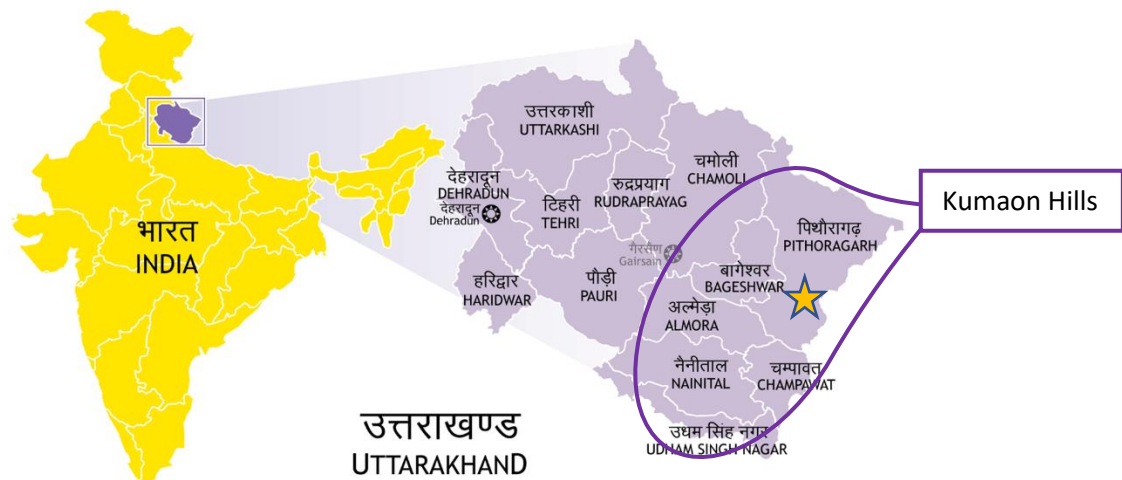 भारत
INDIA
उत्तरकाशी
UTTARKASHI
चमोली
CHAMOLI
देहरादून
DEHRADUN
देहरादून
Dehradun
टिहरी
TEHRI
रुद्रप्रयाग
RUDRAPRAYAG
Kumaon Hills
पिथौरागढ़
PITHORAGARH
गैरसैण
Gairsain
हरिद्वार
HARIDWAR
पौड़ी
PAURI
बागेश्वर
BAGESHWAR
अल्मेड़ा
ALMORA
नैनीताल
NAINITAL
चम्पावत
CHAMPAWAT
उधम सिंह नगर
UDHAM SINGH NAGAR
उत्तराखण्ड
UTTARAKHAND